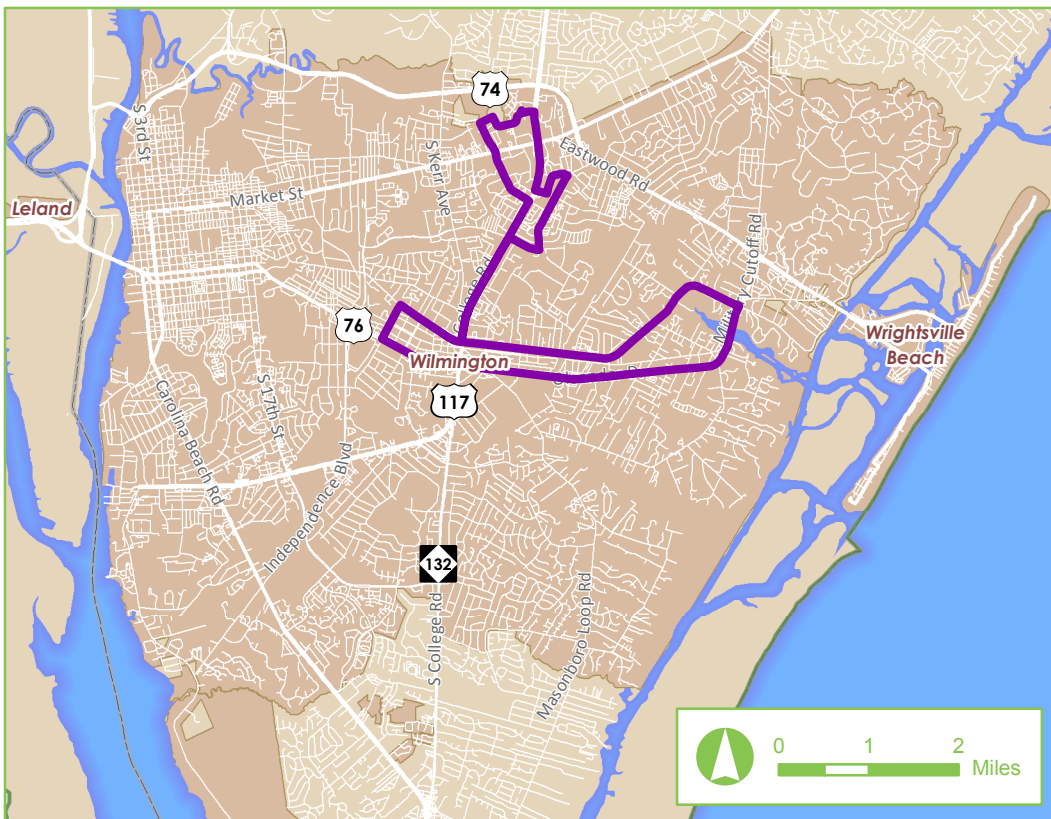 74
S 3rd St
S Kerr Ave
Eastwood Rd
Market St
Leland
Military Cutoff Rd
College Rd
76
Wrightsville
Beach
Wilmington
117
S 17th St
Carolina Beach Rd
Independence Blvd
132
S College Rd
Masonboro Loop Rd
0 1 2
Miles